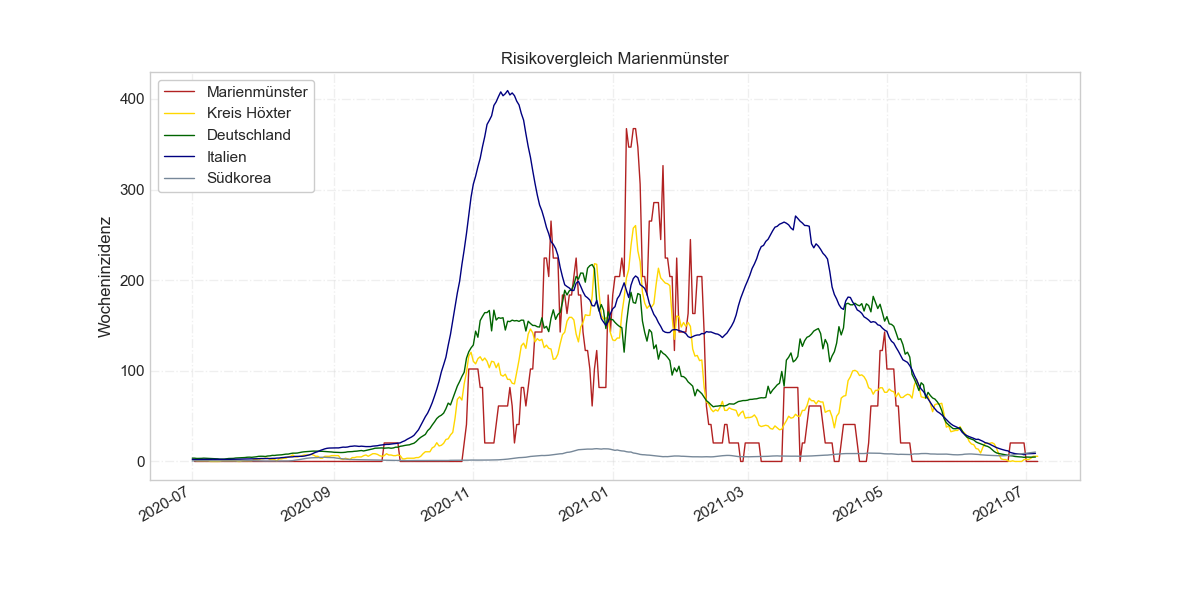 Risikovergleich Marienmünster
Marienmünster
Kreis Höxter
Deutschland
Italien
Südkorea
Wocheninzidenz
400
300
200
100
0
2020-07
2020-09
2020-11
2021-01
2021-03
2021-05
2021-07